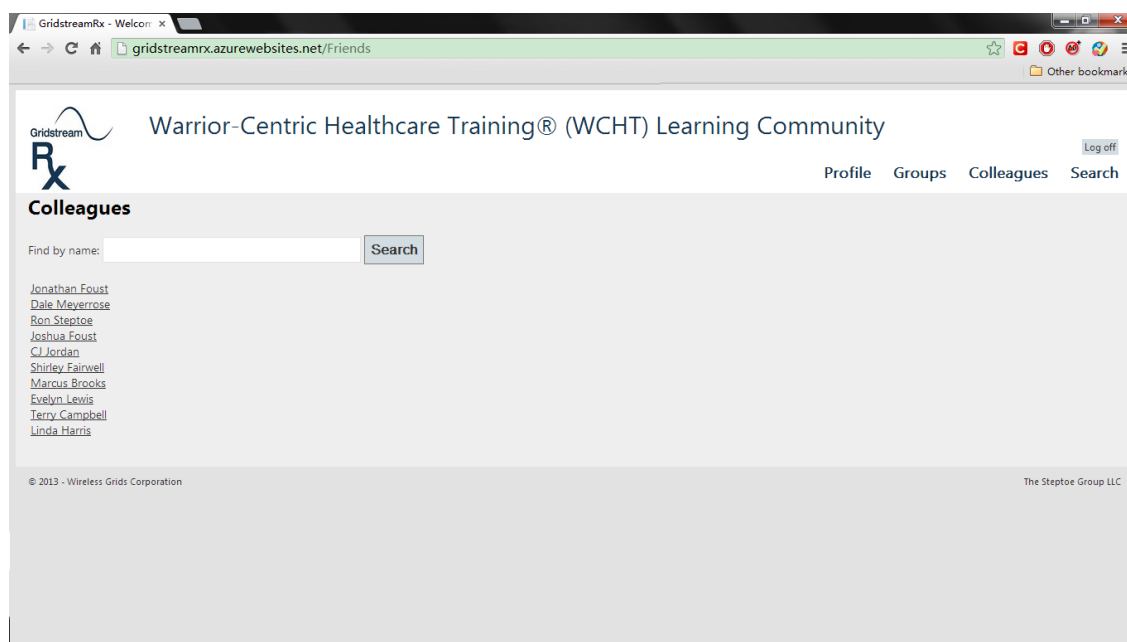 GridstreamRx - Welcom
gridstreamrx.azurewebsites.net/Friends
Other bookmark
Gridstream
Rx
Warrior-Centric Healthcare Training® (WCHT) Learning Community
Log off
Profile Groups Colleagues Search
Colleagues
Find by name: Search
Jonathan Foust
Dale Meyerrose
Ron Steptoe
Joshua Foust
CJ Jordan
Shirley Fairwell
Marcus Brooks
Evelyn Lewis
Terry Campbell
Linda Harris
© 2013 - Wireless Grids Corporation The Steptoe Group LLC